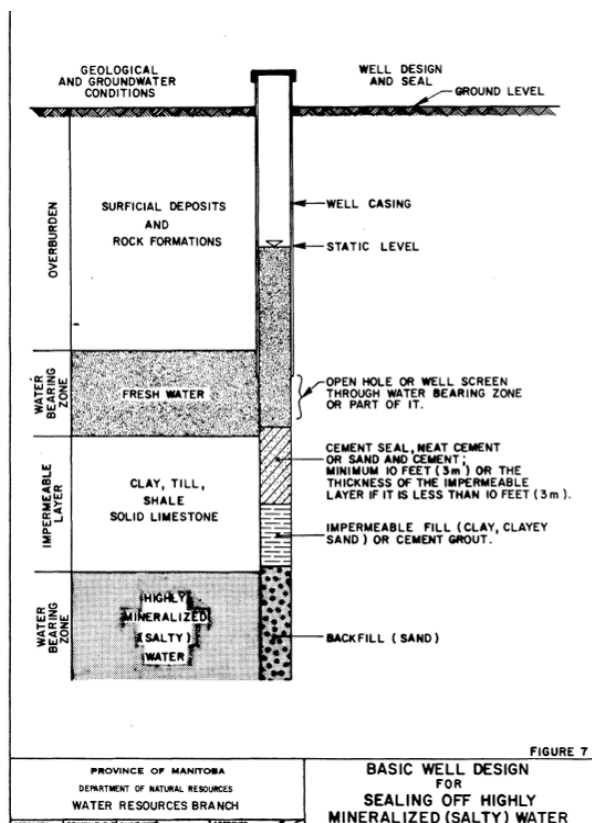 GEOLOGICAL
AND GROUNDWATER
CONDITIONS
WELL DESIGN
AND SEAL
GROUND LEVEL
OVERBURDEN
SURFICIAL DEPOSITS
AND
ROCK FORMATIONS
WELL CASING
STATIC LEVEL
WATER
BEARING
ZONE
FRESH WATER
OPEN HOLE OR WELL SCREEN
THROUGH WATER BEARING ZONE
OR PART OF IT.
IMPERMEABLE
LAYER
CLAY, TILL,
SHALE
SOLID LIMESTONE
CEMENT SEAL, NEAT CEMENT
OR SAND AND CEMENT;
MINIMUM 10 FEET (3m) OR THE
THICKNESS OF THE IMPERMEABLE
LAYER IF IT IS LESS THAN 10 FEET (3m).
IMPERMEABLE FILL (CLAY, CLAYEY
SAND) OR CEMENT GROUT.
WATER
BEARING
ZONE
HIGHLY
MINERALIZED
(SALTY)
WATER
BACKFILL (SAND)
FIGURE 7
PROVINCE OF MANITOBA
DEPARTMENT OF NATURAL RESOURCES
WATER RESOURCES BRANCH
BASIC WELL DESIGN
FOR
SEALING OFF HIGHLY
MINERALIZED (SALTY) WATER